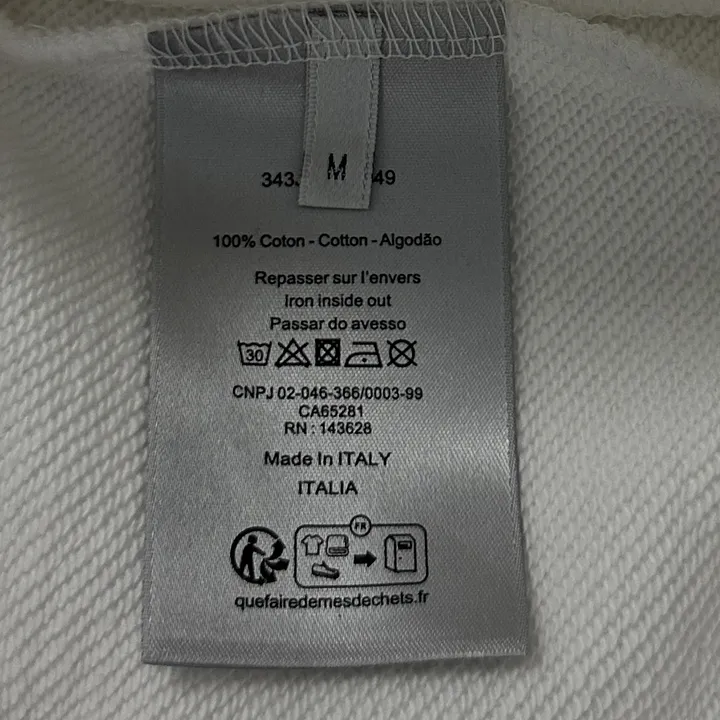 M
343 49
100% Coton - Cotton - Algodão
Repasser sur l'envers
Iron inside out
Passar do avesso
30
CNPJ 02-046-366/0003-99
CA65281
RN : 143628
Made In ITALY
ITALIA
FR
quefairedemesdechets.fr